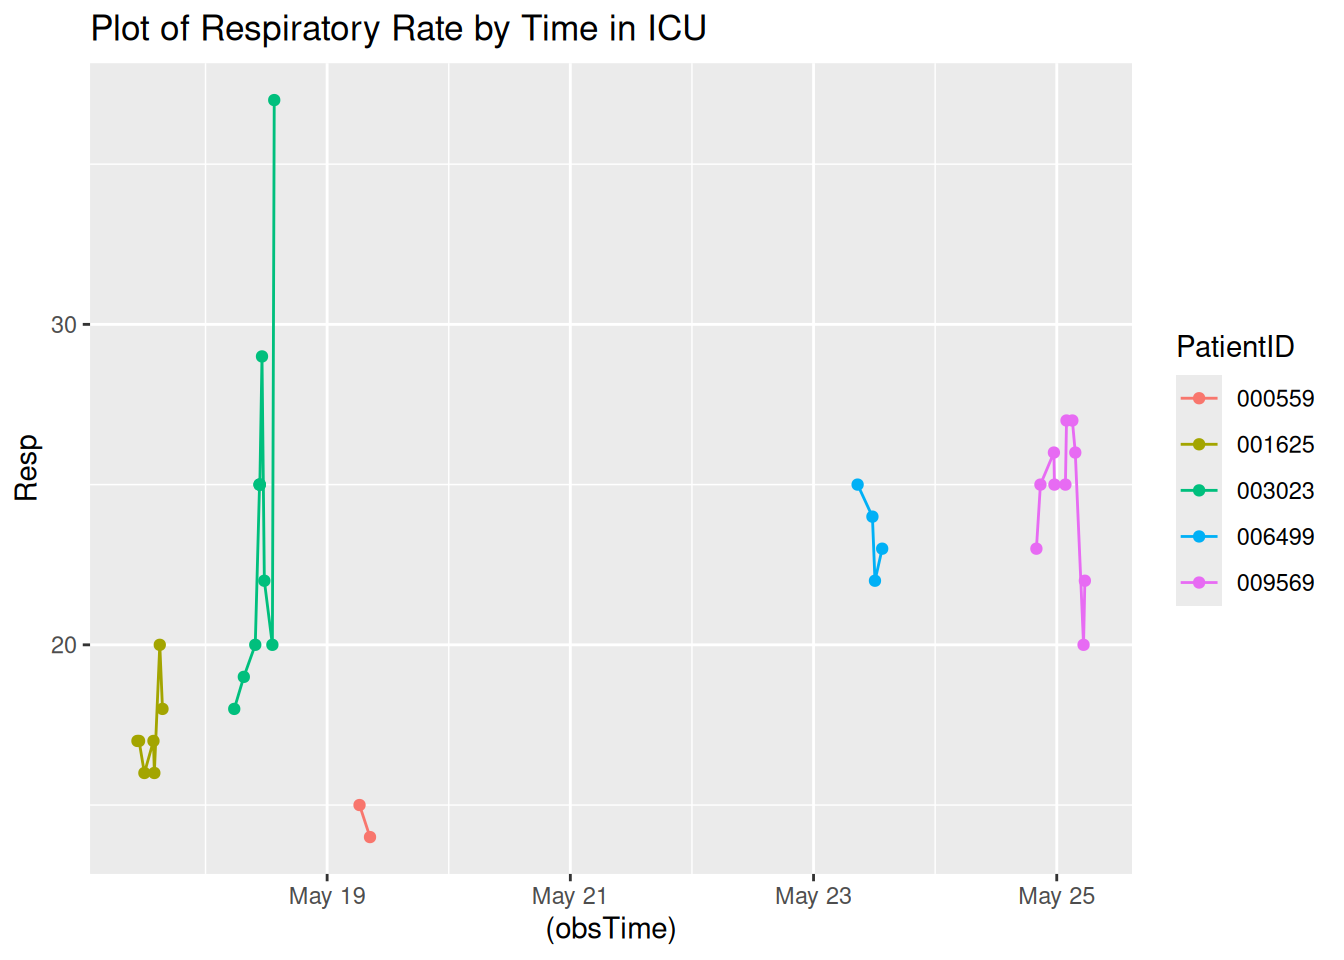 Plot of Respiratory Rate by Time in ICU
Resp
30
20
May 19
May 21
May 23
May 25
(obsTime)
PatientID
000559
001625
003023
006499
009569